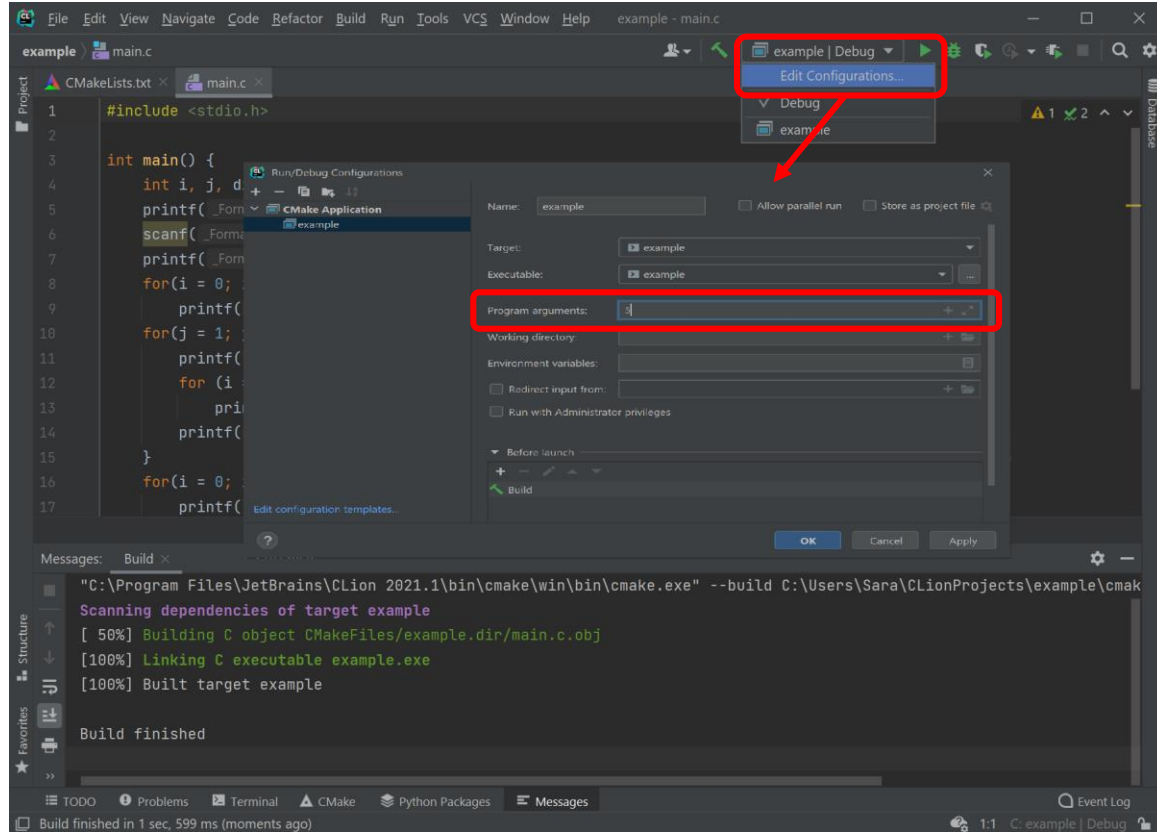 File Edit View Navigate Code Refactor Build Run Tools VCS Window Help example - main.c
example main.c
example | Debug
Edit Configurations...
Debug
example
Project
Database
CMakeLists.txt main.c
1 #include <stdio.h>
1 2
2
3 int main() {
4 int i, j, d
5 printf( _Form
6 scanf( _Forma
7 printf( _Form
8 for(i = 0;
9 printf(
10 for(j = 1;
11 printf(
12 for (i
13 pri
14 printf(
15 }
16 for(i = 0;
17 printf(
Run/Debug Configurations
CMake Application
example
Edit configuration templates...
Name: example Allow parallel run Store as project file
Target: example
Executable: example ...
Program arguments: 5
Working directory:
Environment variables:
Redirect input from:
Run with Administrator privileges
Before launch
Build
? OK Cancel Apply
Messages: Build
"C:\Program Files\JetBrains\CLion 2021.1\bin\cmake\win\bin\cmake.exe" --build C:\Users\Sara\CLionProjects\example\cmak
Scanning dependencies of target example
[ 50%] Building C object CMakeFiles/example.dir/main.c.obj
[100%] Linking C executable example.exe
[100%] Built target example
Build finished
Structure
Favorites
TODO Problems Terminal CMake Python Packages Messages Event Log
Build finished in 1 sec, 599 ms (moments ago) 1:1 C: example | Debug